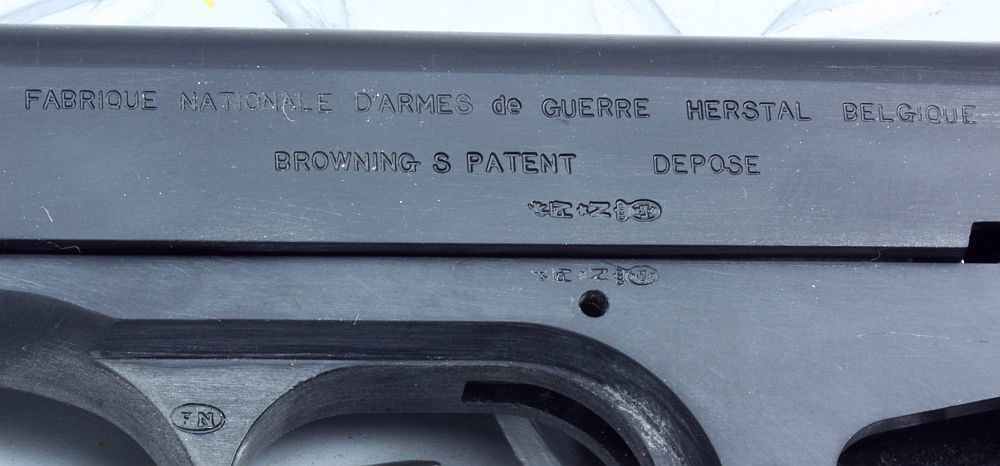 FABRIQUE NATIONALE D'ARMES de GUERRE HERSTAL BELGIQUE
BROWNING S PATENT DEPOSE
FN